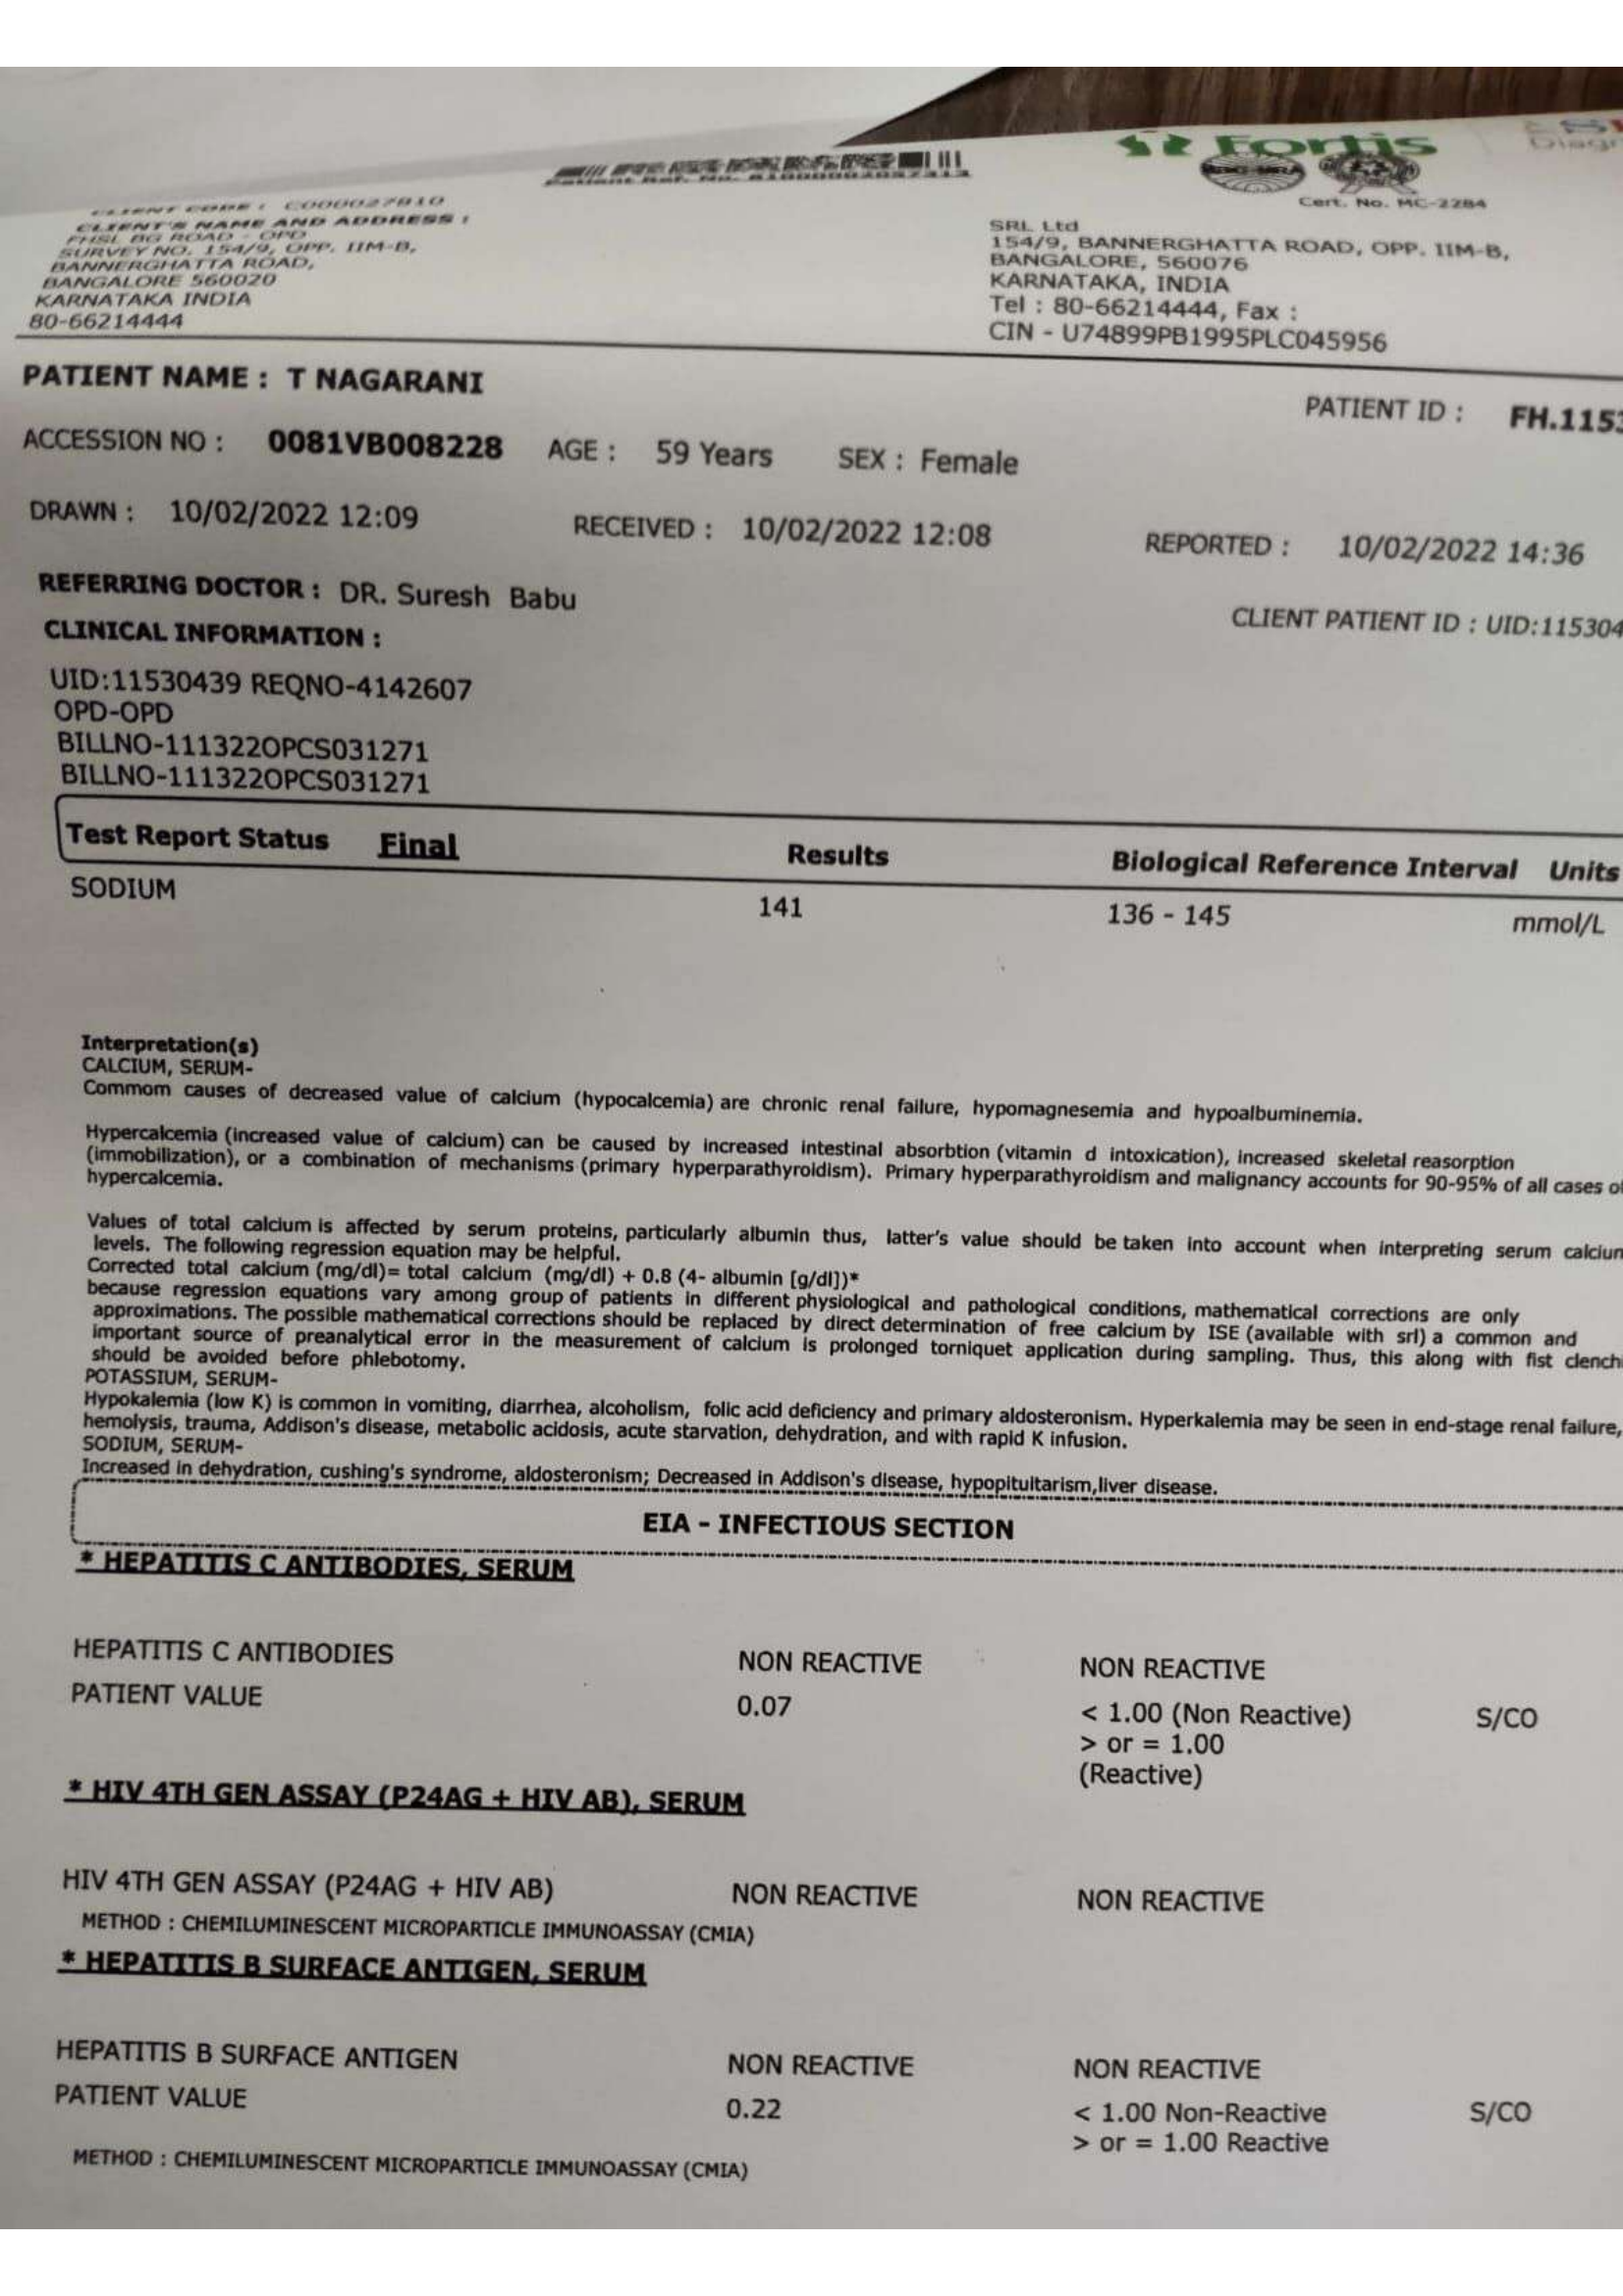 Fortis
Cert. No. MC-2284
CLIENT CODE : C000027810
CLIENT'S NAME AND ADDRESS :
FHSL BG ROAD - OPD
SURVEY NO. 154/9, OPP. IIM-B,
BANNERGHATTA ROAD,
BANGALORE 560020
KARNATAKA INDIA
80-66214444
SRL Ltd
154/9, BANNERGHATTA ROAD, OPP. IIM-B,
BANGALORE, 560076
KARNATAKA, INDIA
Tel : 80-66214444, Fax :
CIN - U74899PB1995PLC045956
PATIENT NAME : T NAGARANI
PATIENT ID : FH.1153
ACCESSION NO : 0081VB008228 AGE : 59 Years SEX : Female
DRAWN : 10/02/2022 12:09 RECEIVED : 10/02/2022 12:08 REPORTED : 10/02/2022 14:36
REFERRING DOCTOR : DR. Suresh Babu
CLIENT PATIENT ID : UID:115304
CLINICAL INFORMATION :
UID:11530439 REQNO-4142607
OPD-OPD
BILLNO-111322OPCS031271
BILLNO-111322OPCS031271
Test Report Status Final Results Biological Reference Interval Units
SODIUM 141 136 - 145 mmol/L
Interpretation(s)
CALCIUM, SERUM-
Commom causes of decreased value of calcium (hypocalcemia) are chronic renal failure, hypomagnesemia and hypoalbuminemia.
Hypercalcemia (increased value of calcium) can be caused by increased intestinal absorbtion (vitamin d intoxication), increased skeletal reasorption
(immobilization), or a combination of mechanisms (primary hyperparathyroidism). Primary hyperparathyroidism and malignancy accounts for 90-95% of all cases of
hypercalcemia.
Values of total calcium is affected by serum proteins, particularly albumin thus, latter's value should be taken into account when interpreting serum calcium
levels. The following regression equation may be helpful.
Corrected total calcium (mg/dl)= total calcium (mg/dl) + 0.8 (4- albumin [g/dl])*
because regression equations vary among group of patients in different physiological and pathological conditions, mathematical corrections are only
approximations. The possible mathematical corrections should be replaced by direct determination of free calcium by ISE (available with srl) a common and
important source of preanalytical error in the measurement of calcium is prolonged torniquet application during sampling. Thus, this along with fist clench
should be avoided before phlebotomy.
POTASSIUM, SERUM-
Hypokalemia (low K) is common in vomiting, diarrhea, alcoholism, folic acid deficiency and primary aldosteronism. Hyperkalemia may be seen in end-stage renal failure,
hemolysis, trauma, Addison's disease, metabolic acidosis, acute starvation, dehydration, and with rapid K infusion.
SODIUM, SERUM-
Increased in dehydration, cushing's syndrome, aldosteronism; Decreased in Addison's disease, hypopituitarism,liver disease.
EIA - INFECTIOUS SECTION
* HEPATITIS C ANTIBODIES, SERUM
HEPATITIS C ANTIBODIES NON REACTIVE NON REACTIVE
PATIENT VALUE 0.07 < 1.00 (Non Reactive) S/CO
> or = 1.00
(Reactive)
* HIV 4TH GEN ASSAY (P24AG + HIV AB), SERUM
HIV 4TH GEN ASSAY (P24AG + HIV AB) NON REACTIVE NON REACTIVE
METHOD : CHEMILUMINESCENT MICROPARTICLE IMMUNOASSAY (CMIA)
* HEPATITIS B SURFACE ANTIGEN, SERUM
HEPATITIS B SURFACE ANTIGEN NON REACTIVE NON REACTIVE
PATIENT VALUE 0.22 < 1.00 Non-Reactive S/CO
> or = 1.00 Reactive
METHOD : CHEMILUMINESCENT MICROPARTICLE IMMUNOASSAY (CMIA)